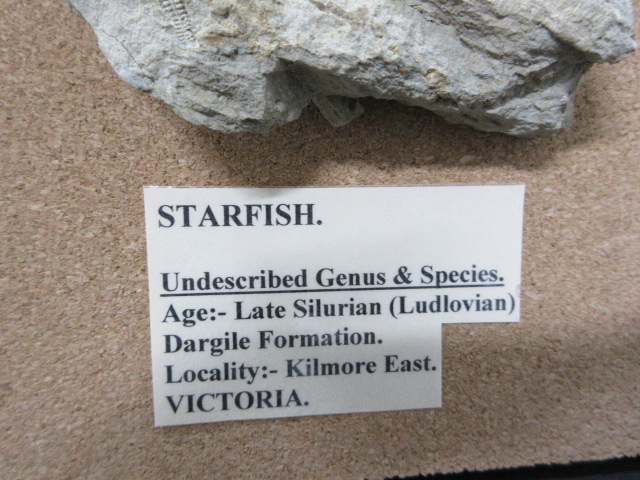 STARFISH.
Undescribed Genus & Species.
Age:- Late Silurian (Ludlovian)
Dargile Formation.
Locality:- Kilmore East.
VICTORIA.